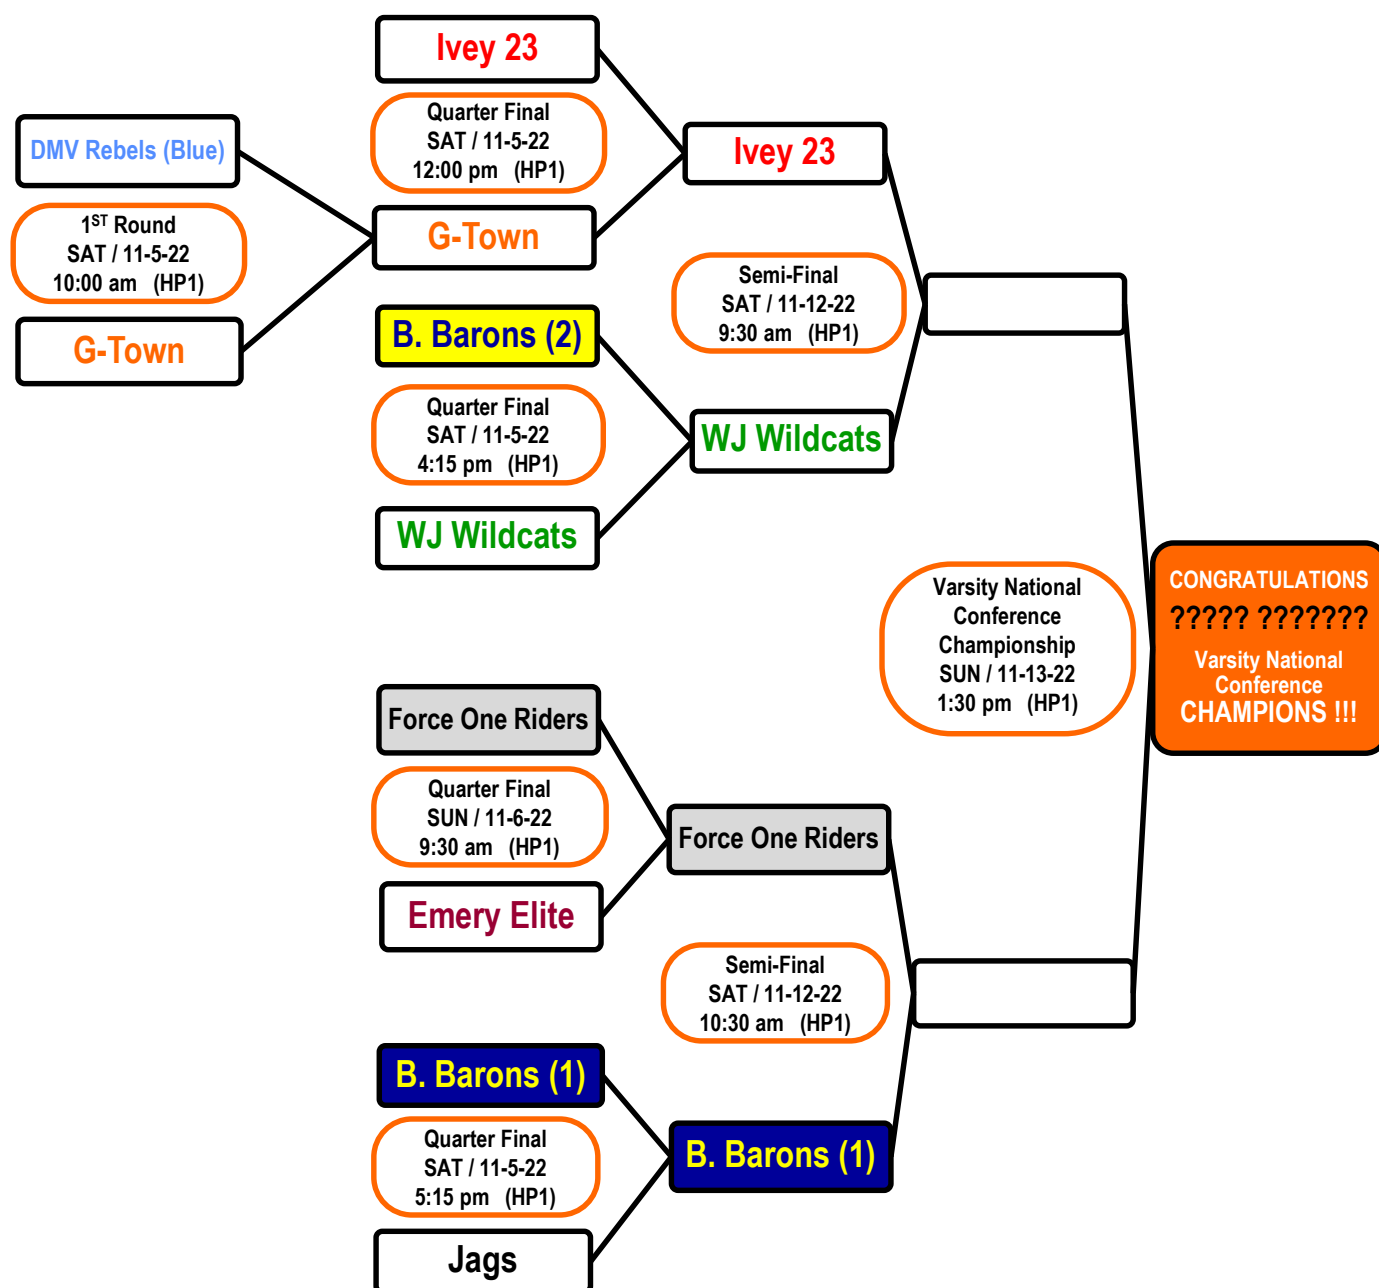 Ivey 23
Quarter Final
SAT / 11-5-22
12:00 pm (HP1)
DMV Rebels (Blue)
Ivey 23
1ST Round
SAT / 11-5-22
10:00 am (HP1)
G-Town
G-Town
Semi-Final
SAT / 11-12-22
9:30 am (HP1)
B. Barons (2)
Quarter Final
SAT / 11-5-22
4:15 pm (HP1)
WJ Wildcats
WJ Wildcats
Varsity National
Conference
Championship
SUN / 11-13-22
1:30 pm (HP1)
CONGRATULATIONS
????? ???????
Varsity National
Conference
CHAMPIONS !!!
Force One Riders
Quarter Final
SUN / 11-6-22
9:30 am (HP1)
Force One Riders
Emery Elite
Semi-Final
SAT / 11-12-22
10:30 am (HP1)
B. Barons (1)
Quarter Final
SAT / 11-5-22
5:15 pm (HP1)
B. Barons (1)
Jags